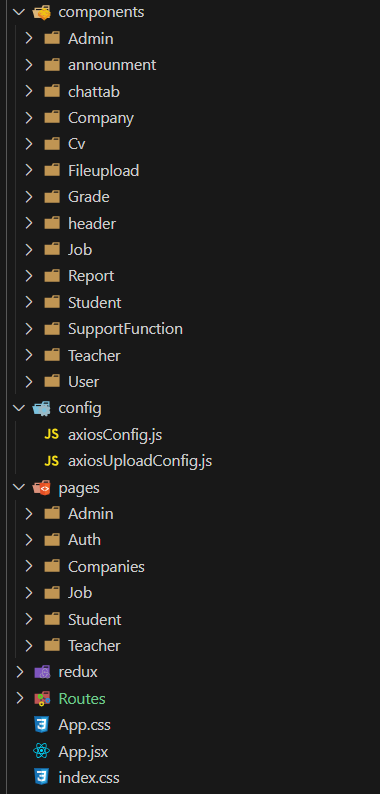 components
Admin
announment
chattab
Company
Cv
Fileupload
Grade
header
Job
Report
Student
SupportFunction
Teacher
User
config
JS axiosConfig.js
JS axiosUploadConfig.js
pages
Admin
Auth
Companies
Job
Student
Teacher
redux
Routes
App.css
App.jsx
index.css